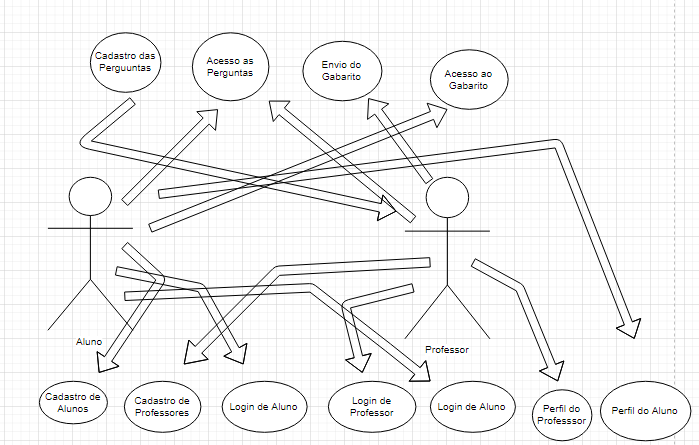 Cadastro das
Perguuntas
Acesso as
Perguntas
Envio do
Gabarito
Acesso ao
Gabarito
Aluno
Professor
Cadastro de
Alunos
Cadastro de
Professores
Login de Aluno
Login de
Professor
Login de Aluno
Perfil do
Professsor
Perfil do Aluno